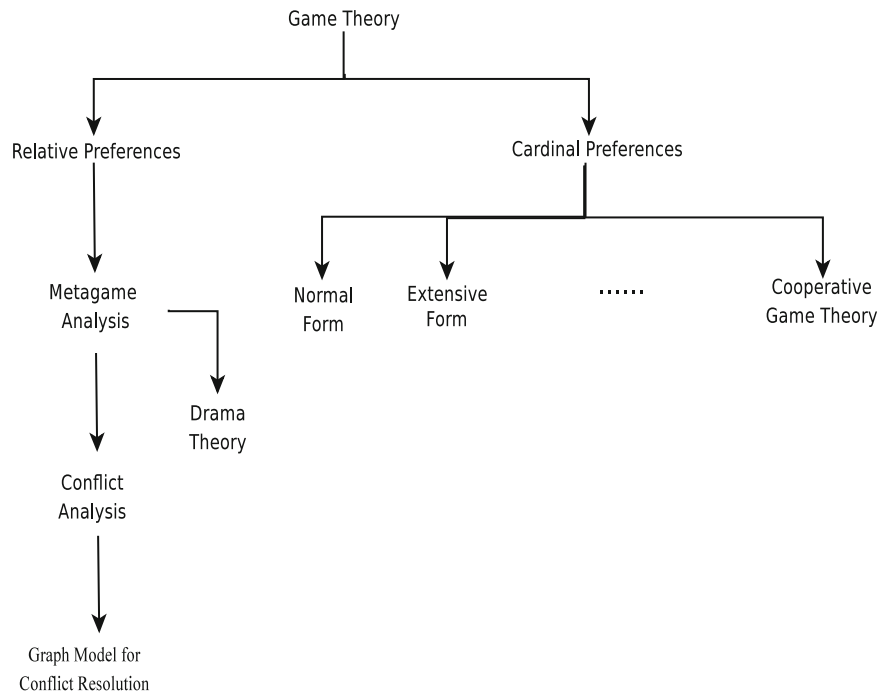 Game Theory
Relative Preferences
Cardinal Preferences
Metagame
Analysis
Normal
Form
Extensive
Form
......
Cooperative
Game Theory
Drama
Theory
Conflict
Analysis
Graph Model for
Conflict Resolution